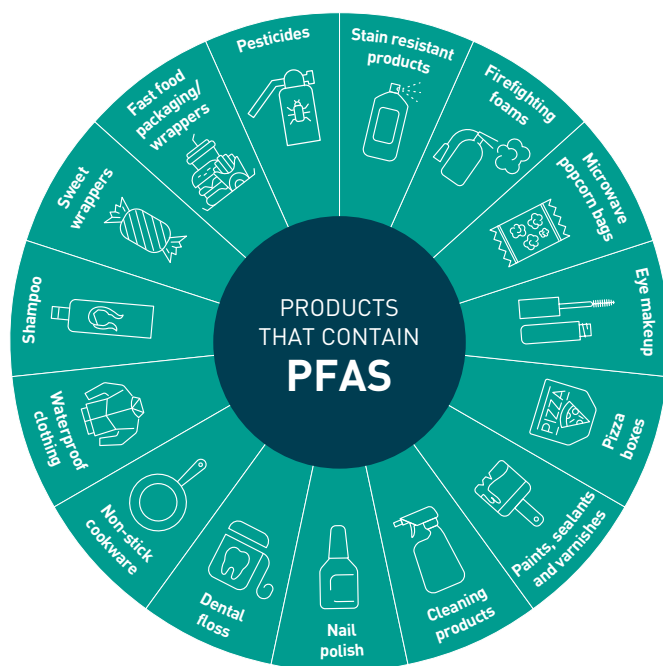 PRODUCTS
THAT CONTAIN
PFAS
Stain resistant
products
Firefighting
foams
Microwave
popcorn bags
Eye makeup
Pizza
boxes
PIZZA
Paints, sealants
and varnishes
Cleaning
products
Nail
polish
Dental
floss
Non-stick
cookware
Waterproof
clothing
Shampoo
Sweet
wrappers
Fast food
packaging/
wrappers
Pesticides